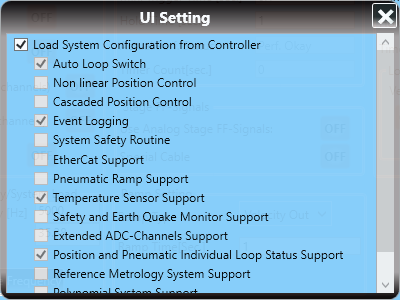 UI Setting
Load System Configuration from Controller
Auto Loop Switch
Non linear Position Control
Cascaded Position Control
Event Logging
System Safety Routine
EtherCat Support
Pneumatic Ramp Support
Temperature Sensor Support
Safety and Earth Quake Monitor Support
Extended ADC-Channels Support
Position and Pneumatic Individual Loop Status Support
Reference Metrology System Support
Polynomial System Support